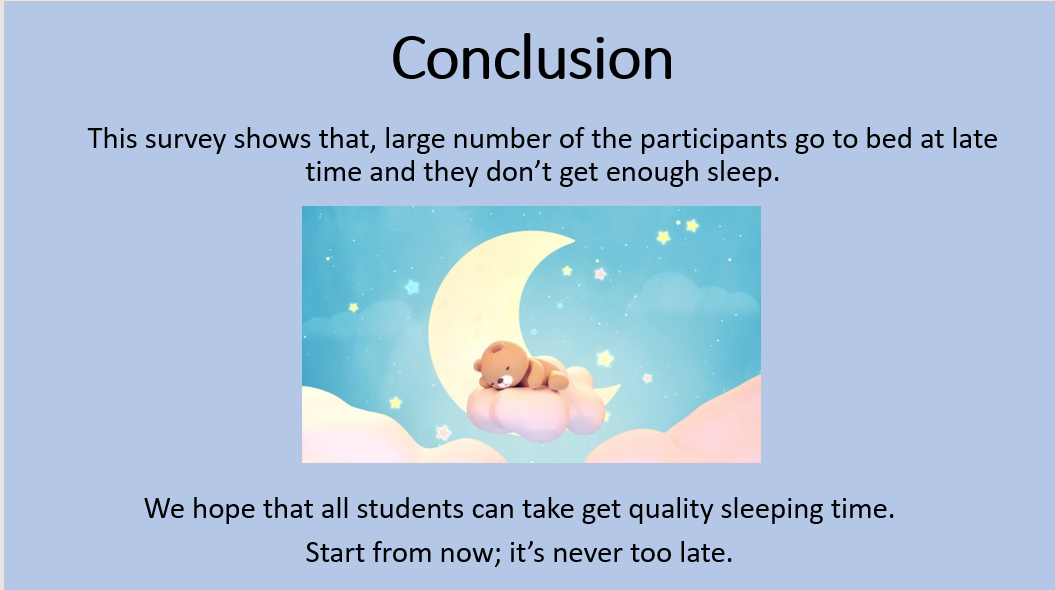 Conclusion
This survey shows that, large number of the participants go to bed at late
time and they don’t get enough sleep.
We hope that all students can take get quality sleeping time.
Start from now; it’s never too late.